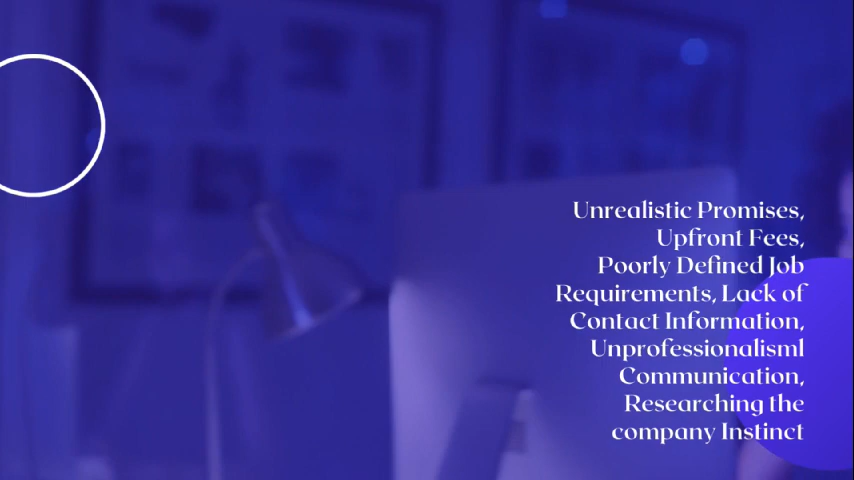 Unrealistic Promises,
Upfront Fees,
Poorly Defined Job
Requirements, Lack of
Contact Information,
Unprofessionalisml
Communication,
Researching the
company Instinct